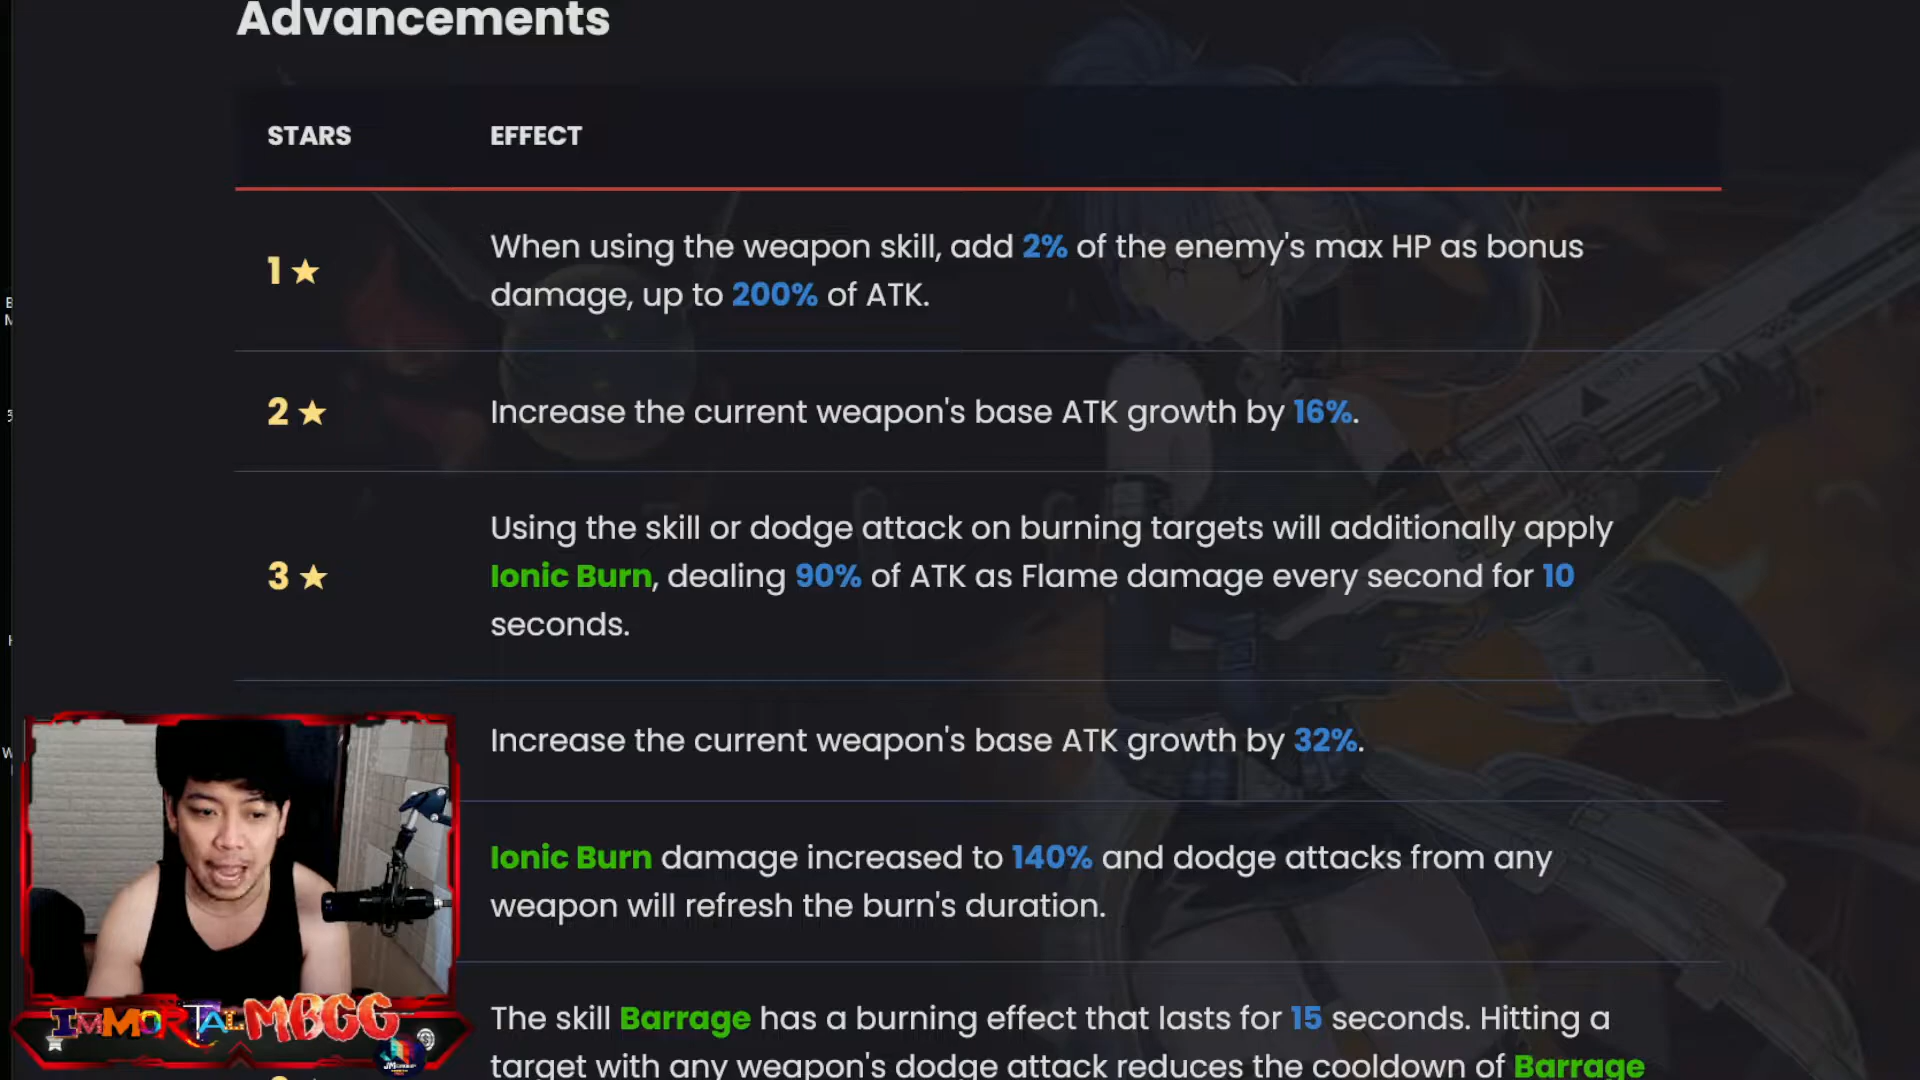 Advancements
STARS EFFECT
When using the weapon skill, add 2% of the enemy's max HP as bonus
1 ★
damage, up to 200% of ATK.
2 ★ Increase the current weapon's base ATK growth by 16%.
Using the skill or dodge attack on burning targets will additionally apply
3 ★ Ionic Burn, dealing 90% of ATK as Flame damage every second for 10
seconds.
Increase the current weapon's base ATK growth by 32%.
Ionic Burn damage increased to 140% and dodge attacks from any
weapon will refresh the burn's duration.
The skill Barrage has a burning effect that lasts for 15 seconds. Hitting a
target with any weapon's dodge attack reduces the cooldown of Barrage
IMMORTAL MBGG